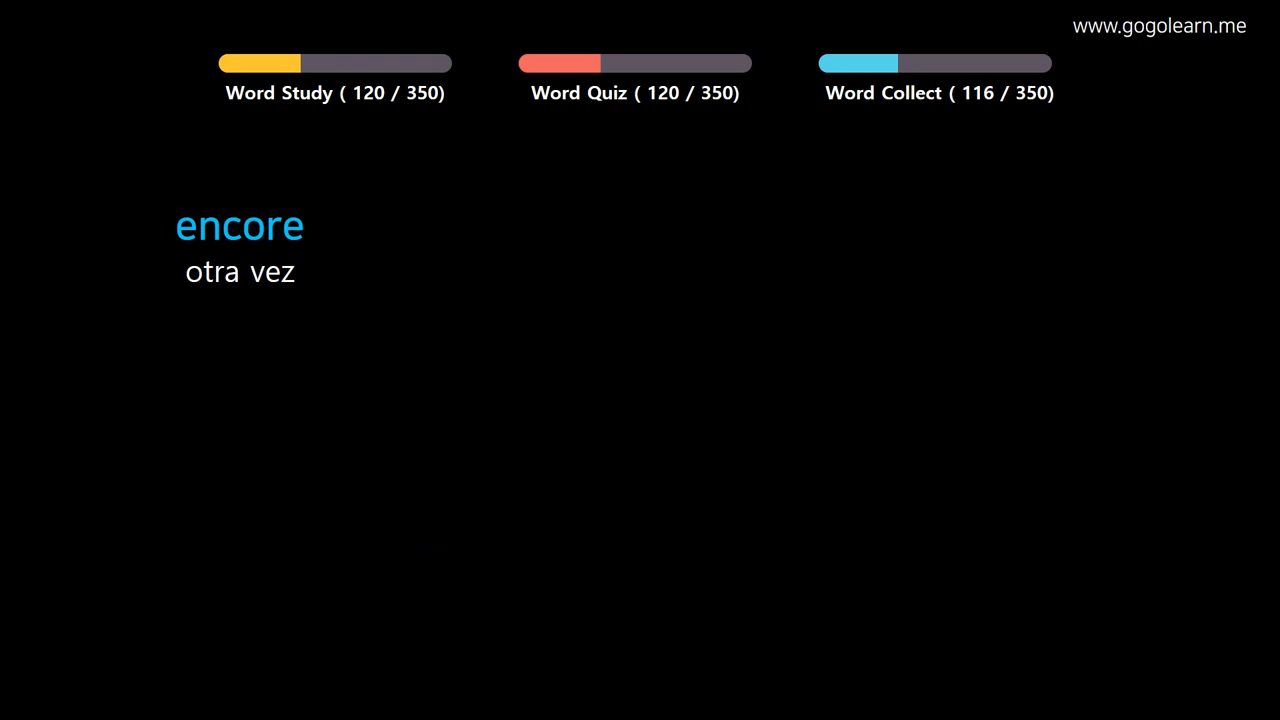 www.gogolearn.me
Word Study ( 120 / 350)
Word Quiz ( 120 / 350)
Word Collect ( 116 / 350)
encore
otra vez